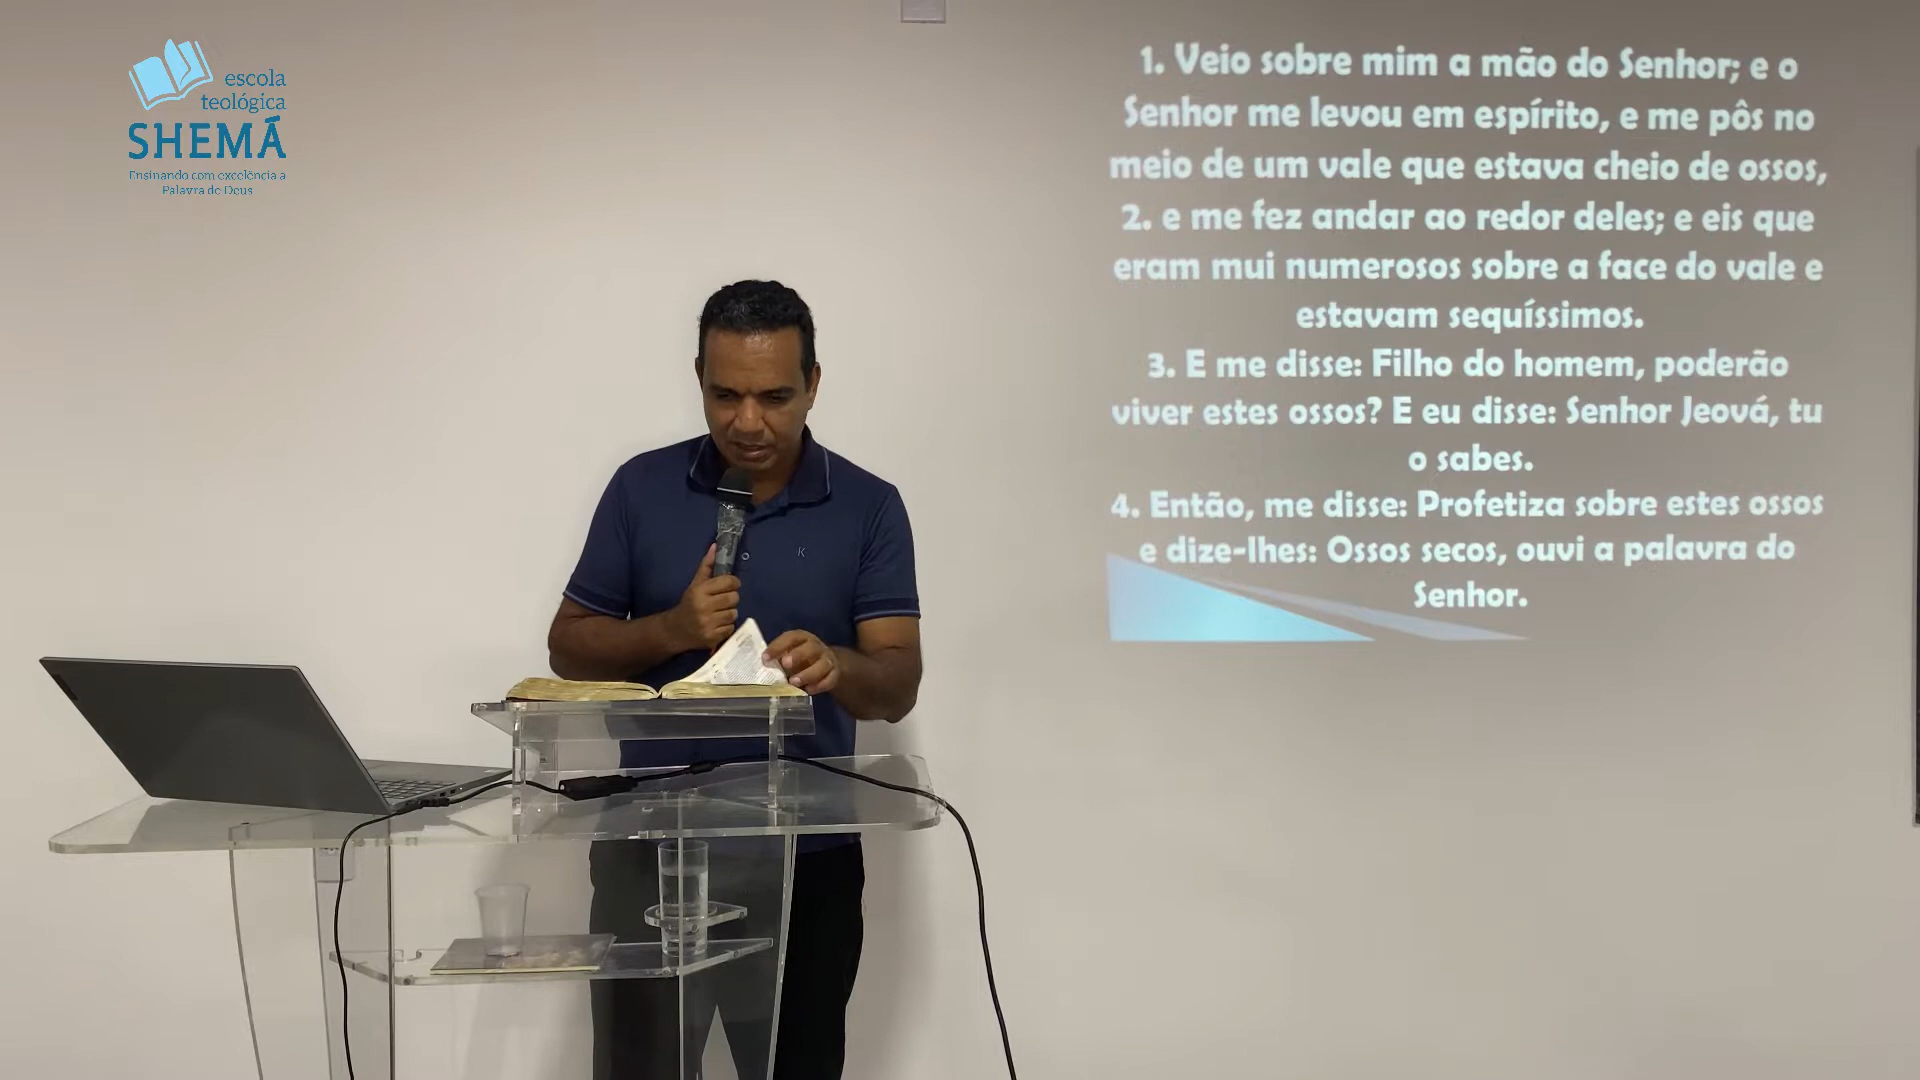 escola
teológica
SHEMÁ
Ensinando com excelência a
Palavra de Deus
1. Veio sobre mim a mão do Senhor; e o
Senhor me levou em espírito, e me pôs no
meio de um vale que estava cheio de ossos,
2. e me fez andar ao redor deles; e eis que
eram mui numerosos sobre a face do vale e
estavam sequíssimos.
3. E me disse: Filho do homem, poderão
viver estes ossos? E eu disse: Senhor Jeová, tu
o sabes.
4. Então, me disse: Profetiza sobre estes ossos
e dize-lhes: Ossos secos, ouvi a palavra do
Senhor.
K